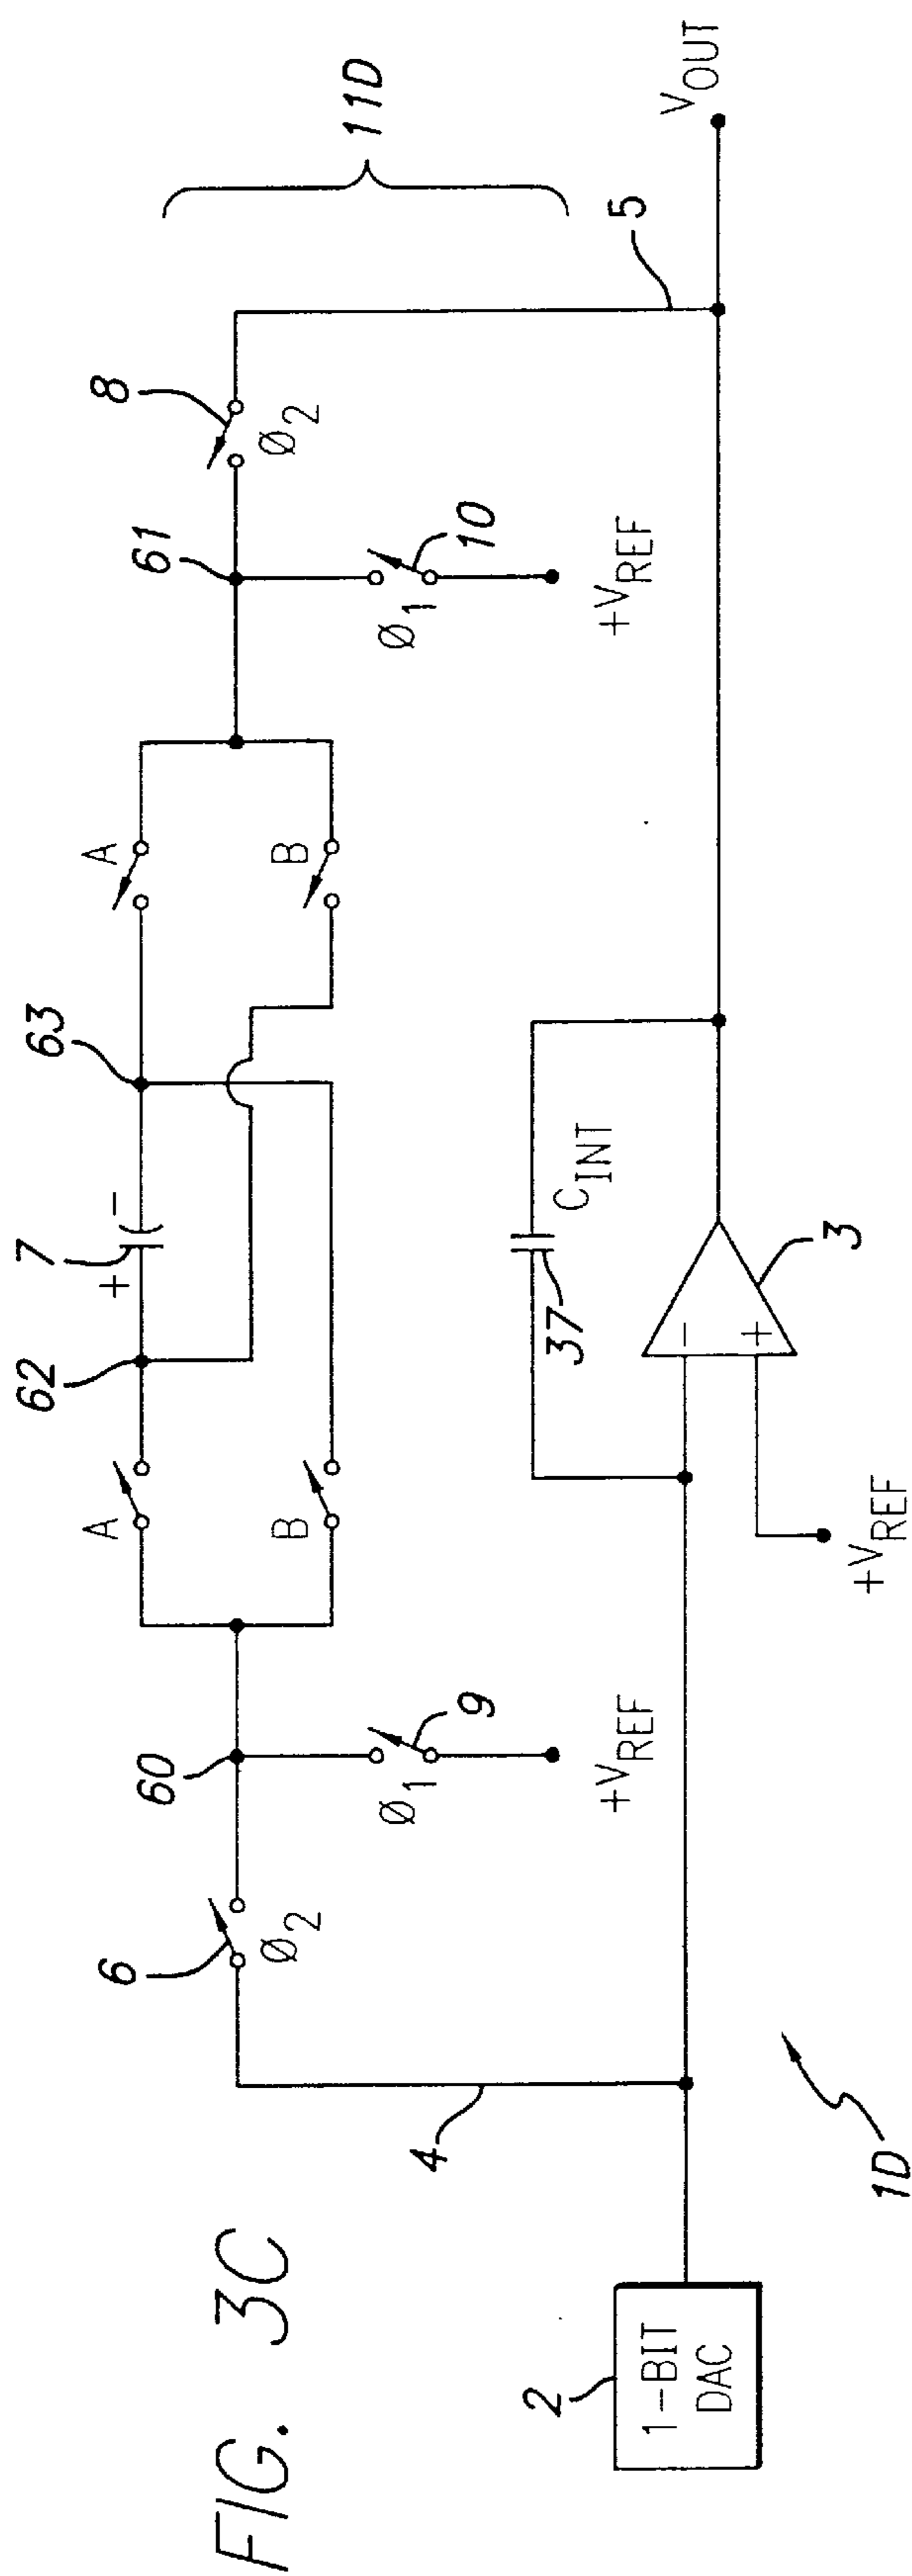 62
7
63
A
+
-
A
11D
B
B
60
61
8
6
Ø2
Ø1
9
Ø1
10
Ø2
+VREF
+VREF
5
4
37
CINT
VOUT
2
1-BIT
DAC
-
+
3
+VREF
1D
FIG. 3C